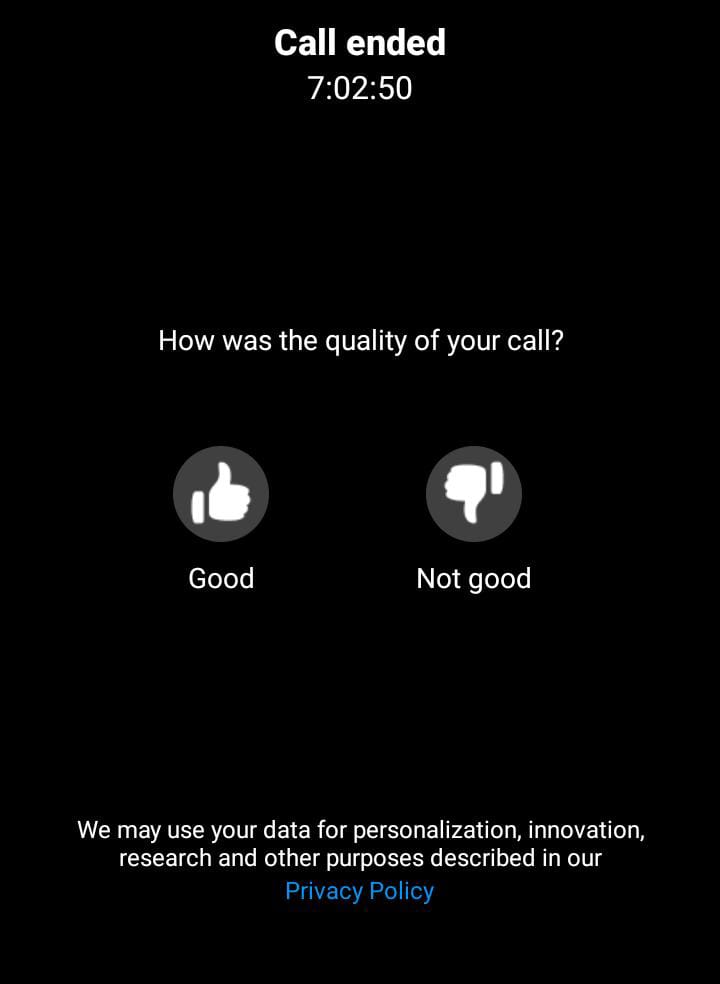 Call ended
7:02:50
How was the quality of your call?
Good
Not good
We may use your data for personalization, innovation,
research and other purposes described in our
Privacy Policy